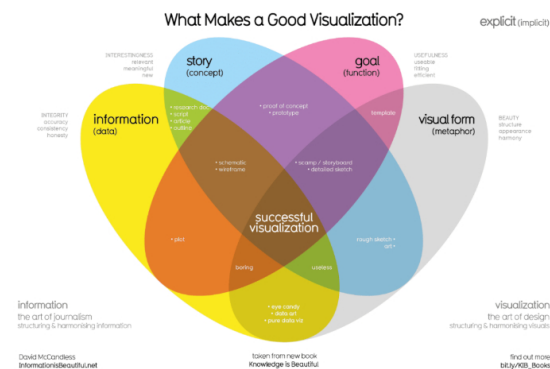 What Makes a Good Visualization?
explicit (implicit)
INTERESTINGNESS
relevant
meaningful
new
story
(concept)
goal
(function)
USEFULNESS
useable
fitting
efficient
INTEGRITY
accuracy
consistency
honesty
information
(data)
• research doc
• script
• article
• outline
• proof of concept
• prototype
template
visual form
(metaphor)
BEAUTY
structure
appearance
harmony
• schematic
• wireframe
• scamp / storyboard
• detailed sketch
successful
visualization
• plot
rough sketch •
art •
boring
useless
• eye candy
• data art
• pure data viz
information
the art of journalism
structuring & harmonising information
visualization
the art of design
structuring & harmonising visuals
David McCandless
InformationisBeautiful.net
taken from new book
Knowledge is Beautiful
find out more
bit.ly/KIB_Books